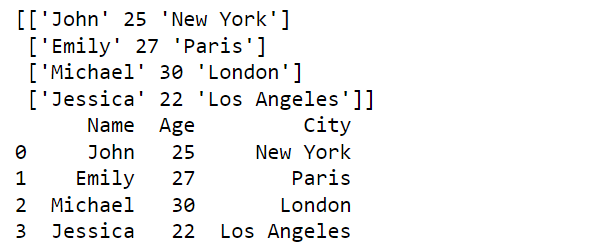 [['John' 25 'New York']
 ['Emily' 27 'Paris']
 ['Michael' 30 'London']
 ['Jessica' 22 'Los Angeles']]
      Name  Age         City
0     John   25     New York
1    Emily   27        Paris
2  Michael   30       London
3  Jessica   22  Los Angeles